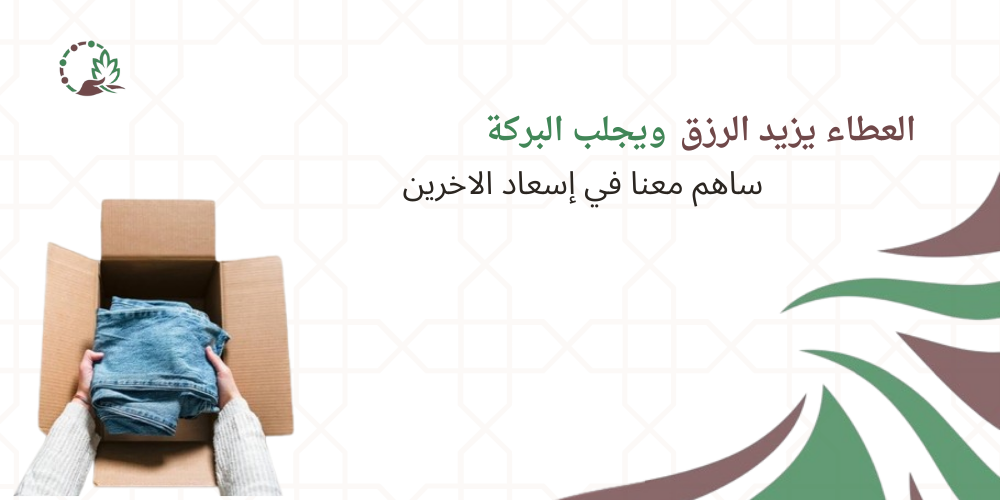 العطاء يزيد الرزق ويجلب البركة
ساهم معنا في إسعاد الاخرين